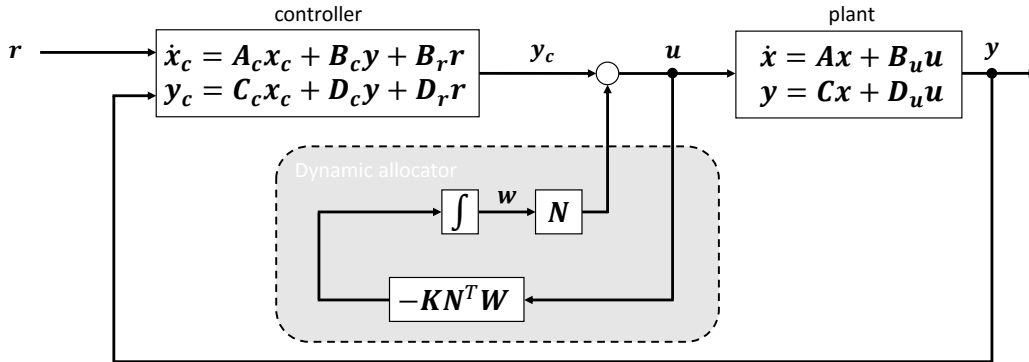 controller
plant
r
ẋ_c = A_c x_c + B_c y + B_r r
y_c = C_c x_c + D_c y + D_r r
y_c
u
ẋ = Ax + B_u u
y = Cx + D_u u
y
Dynamic allocator
∫
w
N
−KN^T W